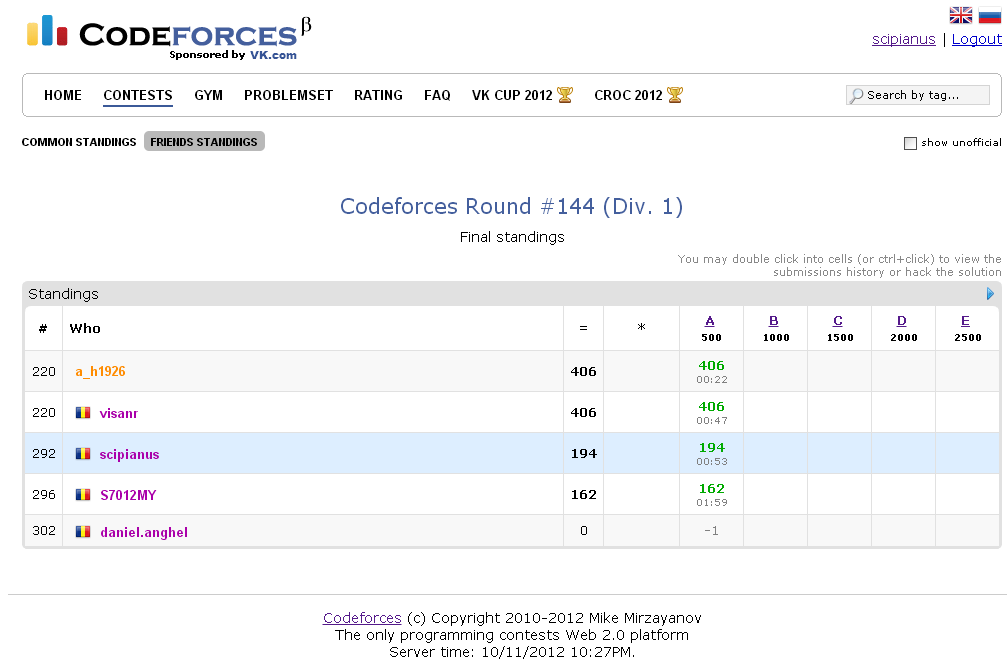 CODEFORCES β
Sponsored by VK.com
scipianus | Logout
HOME CONTESTS GYM PROBLEMSET RATING FAQ VK CUP 2012 CROC 2012 Search by tag...
COMMON STANDINGS FRIENDS STANDINGS show unofficial
Codeforces Round #144 (Div. 1)
Final standings
You may double click into cells (or ctrl+click) to view the
submissions history or hack the solution
Standings
# Who = * A B C D E
500 1000 1500 2000 2500
220 a_h1926 406 406
00:22
220 visanr 406 406
00:47
292 scipianus 194 194
00:53
296 S7012MY 162 162
01:59
302 daniel.anghel 0 -1
Codeforces (c) Copyright 2010-2012 Mike Mirzayanov
The only programming contests Web 2.0 platform
Server time: 10/11/2012 10:27PM.